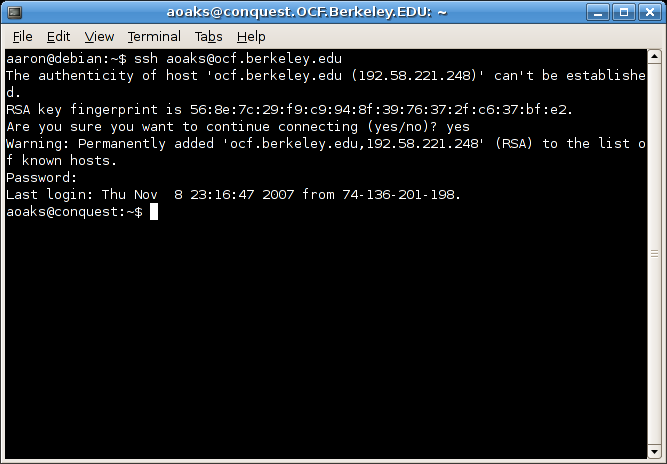 aoaks@conquest.OCF.Berkeley.EDU: ~
File Edit View Terminal Tabs Help
aaron@debian:~$ ssh aoaks@ocf.berkeley.edu
The authenticity of host 'ocf.berkeley.edu (192.58.221.248)' can't be establishe
d.
RSA key fingerprint is 56:8e:7c:29:f9:c9:94:8f:39:76:37:2f:c6:37:bf:e2.
Are you sure you want to continue connecting (yes/no)? yes
Warning: Permanently added 'ocf.berkeley.edu,192.58.221.248' (RSA) to the list o
f known hosts.
Password:
Last login: Thu Nov  8 23:16:47 2007 from 74-136-201-198.
aoaks@conquest:~$